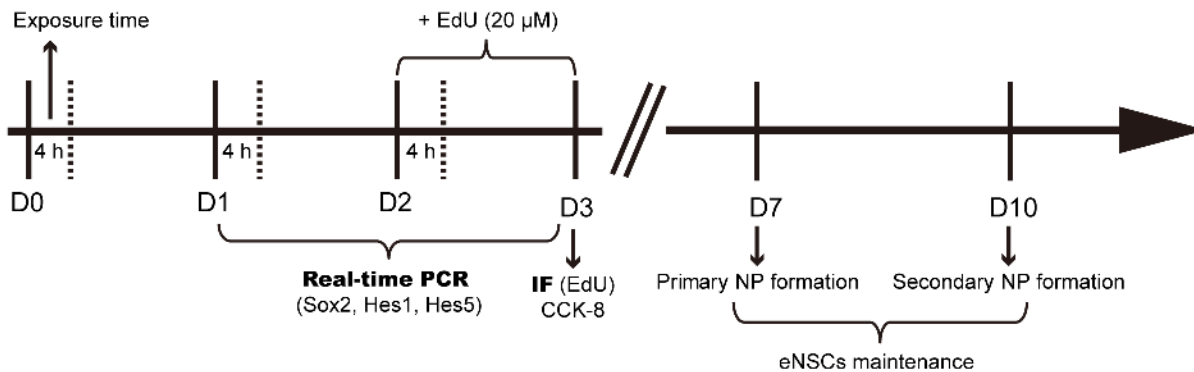 Exposure time
+ EdU (20 µM)
4 h
4 h
4 h
D0
D1
D2
D3
D7
D10
Real-time PCR
(Sox2, Hes1, Hes5)
IF (EdU)
CCK-8
Primary NP formation
Secondary NP formation
eNSCs maintenance